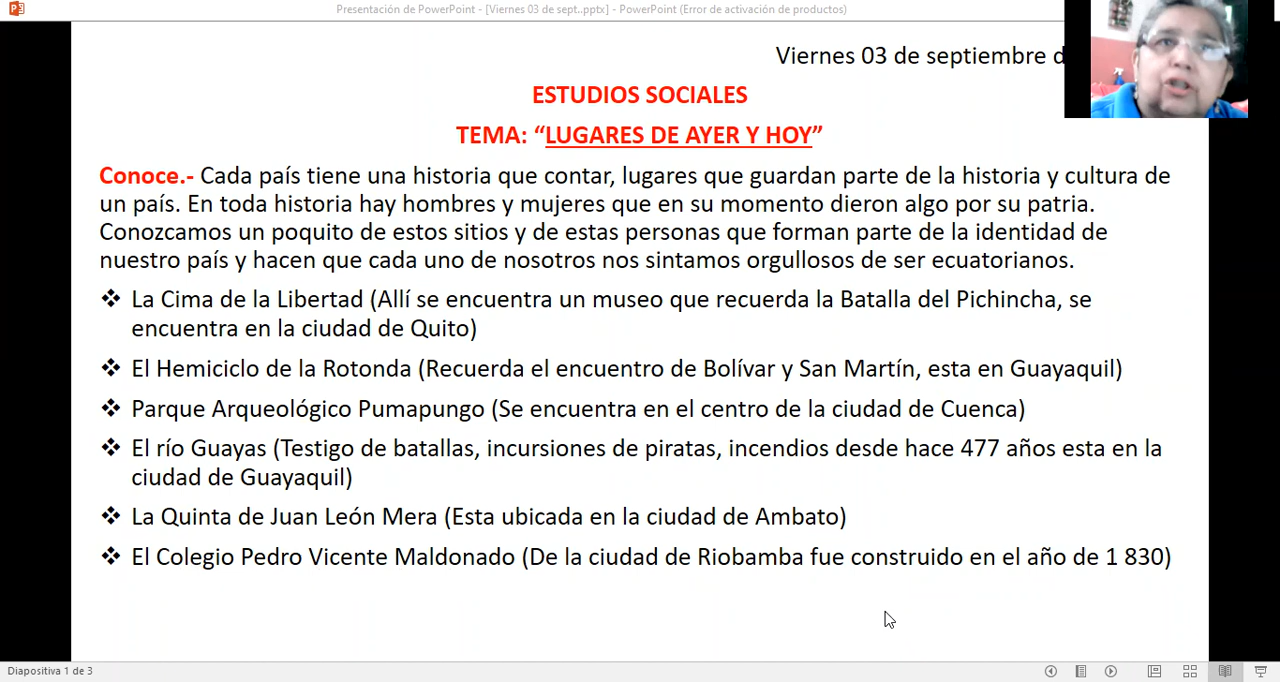 Presentación de PowerPoint - [Viernes 03 de sept..pptx] - PowerPoint (Error de activación de productos)
Viernes 03 de septiembre d
ESTUDIOS SOCIALES
TEMA: “LUGARES DE AYER Y HOY”
Conoce.- Cada país tiene una historia que contar, lugares que guardan parte de la historia y cultura de
un país. En toda historia hay hombres y mujeres que en su momento dieron algo por su patria.
Conozcamos un poquito de estos sitios y de estas personas que forman parte de la identidad de
nuestro país y hacen que cada uno de nosotros nos sintamos orgullosos de ser ecuatorianos.
❖ La Cima de la Libertad (Allí se encuentra un museo que recuerda la Batalla del Pichincha, se
encuentra en la ciudad de Quito)
❖ El Hemiciclo de la Rotonda (Recuerda el encuentro de Bolívar y San Martín, esta en Guayaquil)
❖ Parque Arqueológico Pumapungo (Se encuentra en el centro de la ciudad de Cuenca)
❖ El río Guayas (Testigo de batallas, incursiones de piratas, incendios desde hace 477 años esta en la
ciudad de Guayaquil)
❖ La Quinta de Juan León Mera (Esta ubicada en la ciudad de Ambato)
❖ El Colegio Pedro Vicente Maldonado (De la ciudad de Riobamba fue construido en el año de 1 830)
Diapositiva 1 de 3